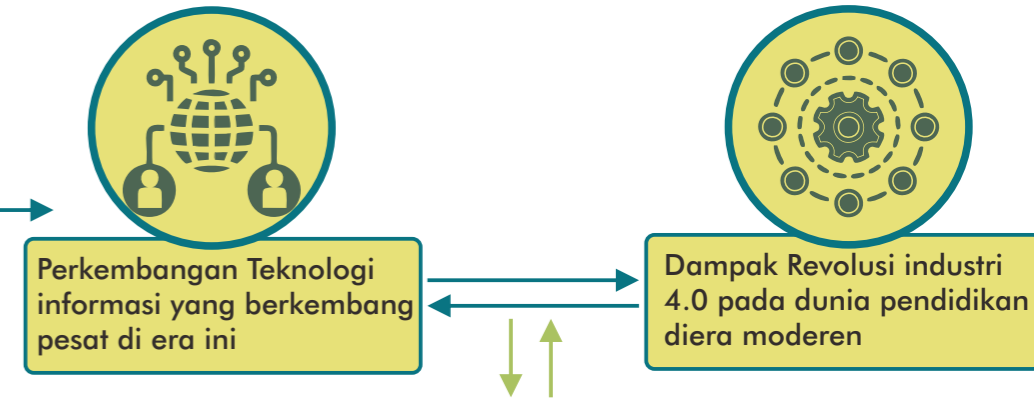 Perkembangan Teknologi
informasi yang berkembang
pesat di era ini
Dampak Revolusi industri
4.0 pada dunia pendidikan
diera moderen